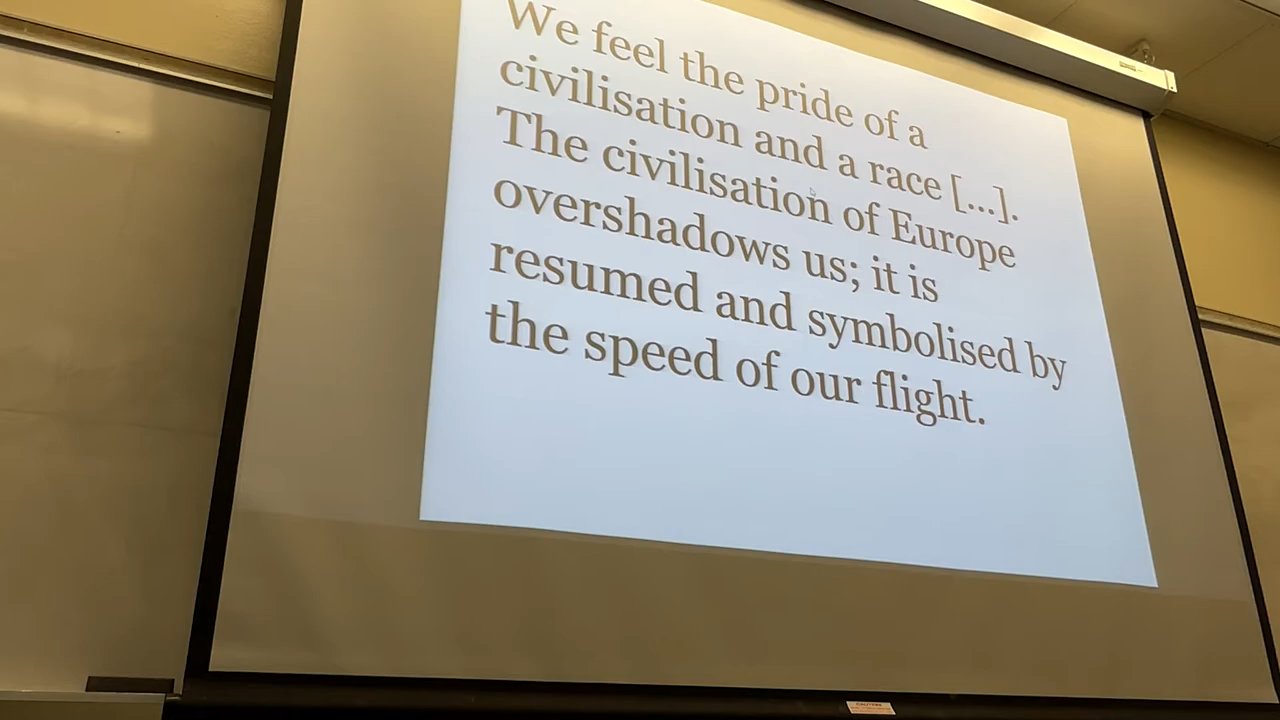 We feel the pride of a
civilisation and a race [...].
The civilisation of Europe
overshadows us; it is
resumed and symbolised by
the speed of our flight.